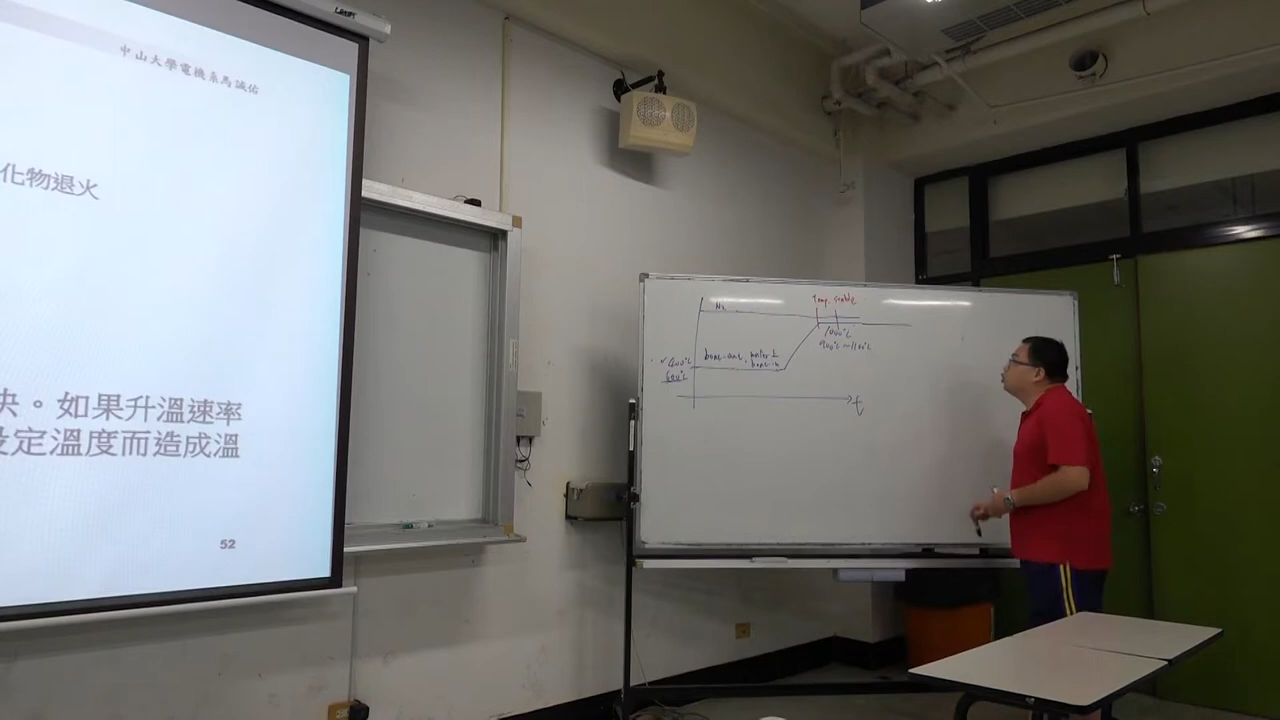 中山大學電機系馬誠佑
化物退火
快。如果升溫速率
設定溫度而造成溫
52
N₂
Temp. stable
1000℃
900℃~1100℃
400℃
600℃
boat-out, wafer L
boat-in
t